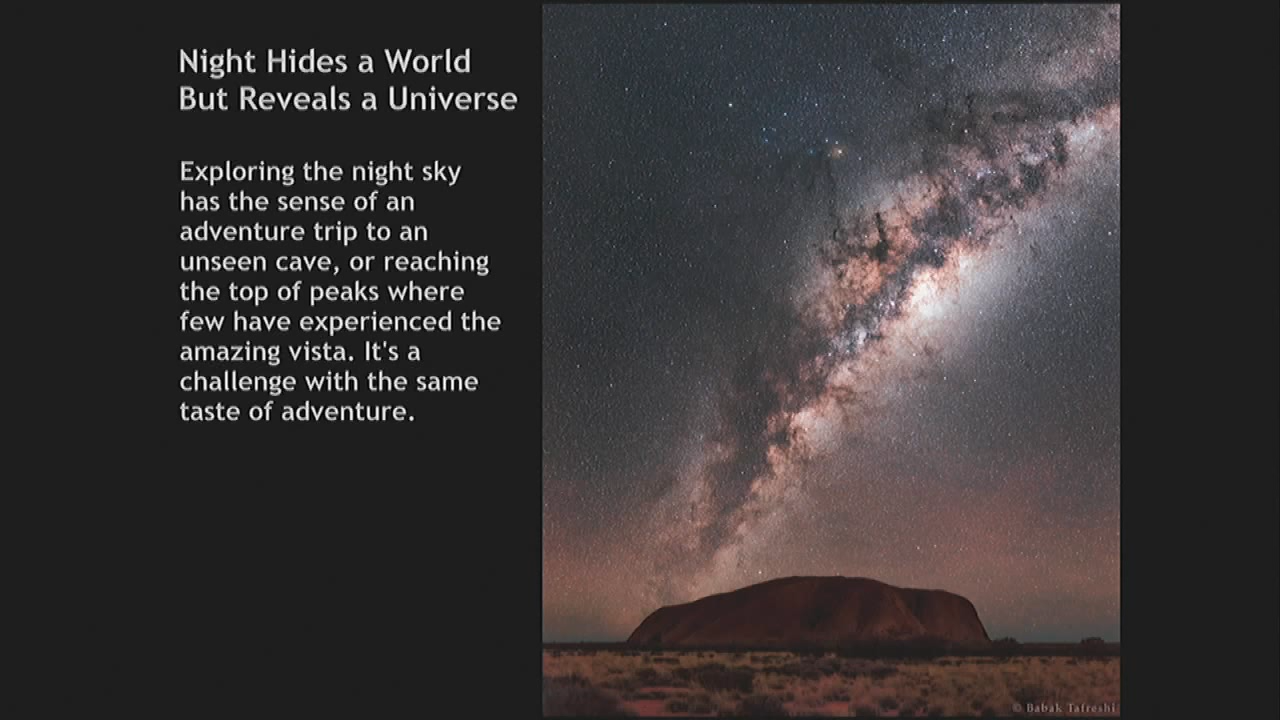 Night Hides a World
But Reveals a Universe
Exploring the night sky
has the sense of an
adventure trip to an
unseen cave, or reaching
the top of peaks where
few have experienced the
amazing vista. It's a
challenge with the same
taste of adventure.
© Babak Tafreshi